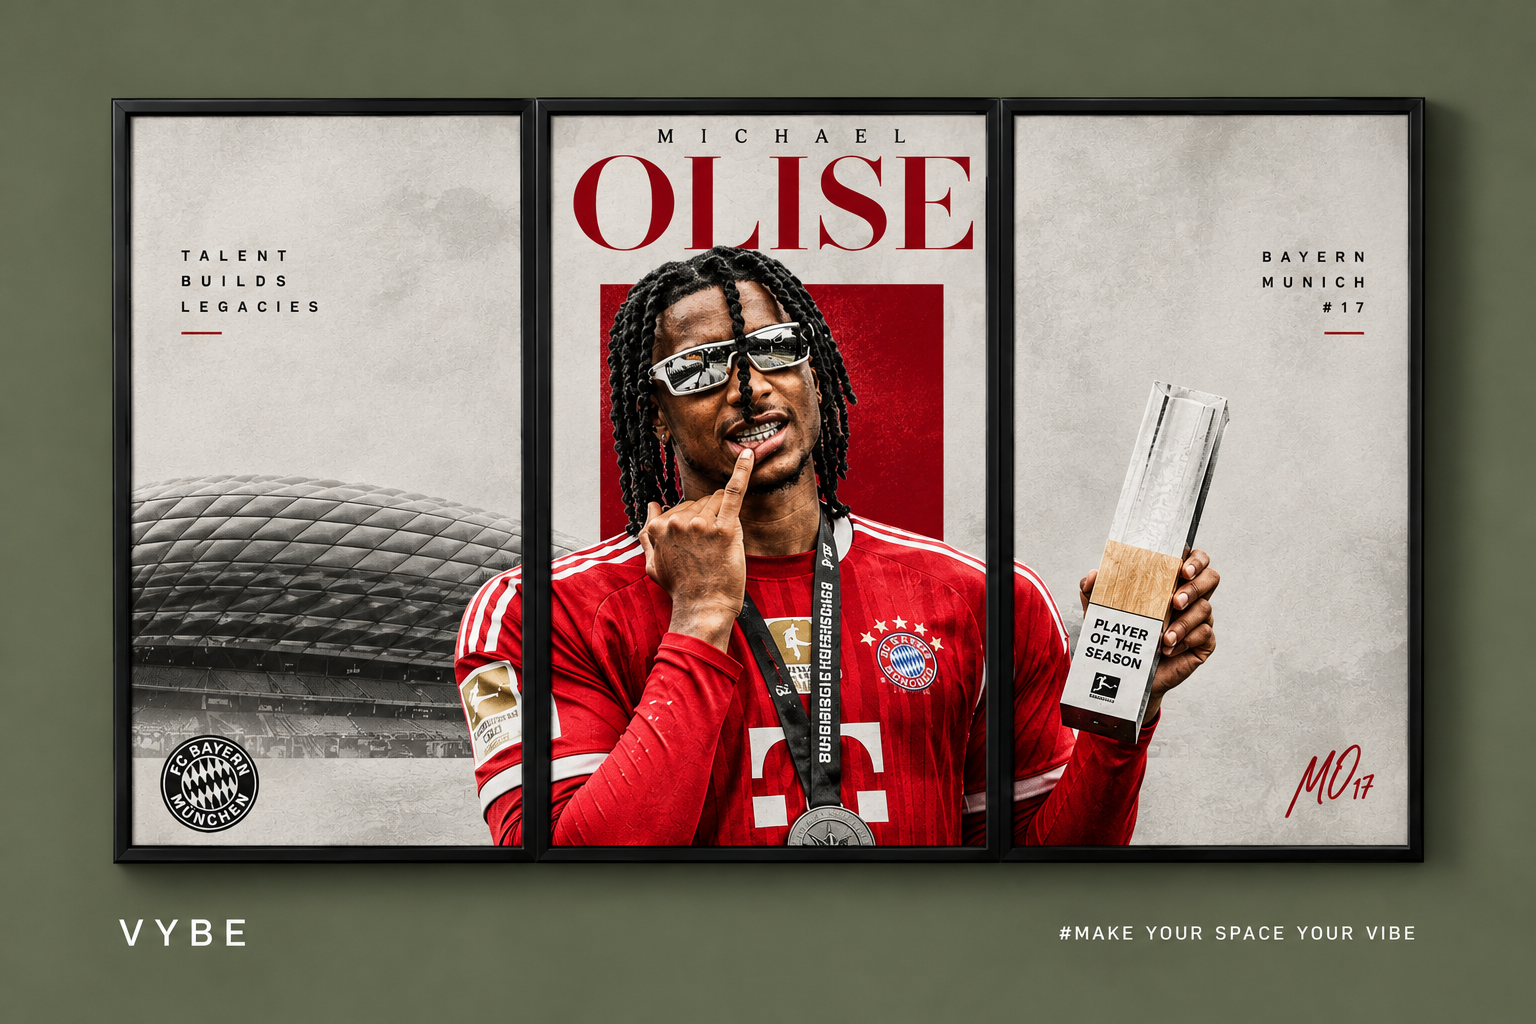 MICHAEL
OLISE
TALENT
BUILDS
LEGACIES
BAYERN
MUNICH
#17
PLAYER
OF THE
SEASON
T
FC BAYERN
MÜNCHEN
MO17
VYBE
#MAKE YOUR SPACE YOUR VIBE